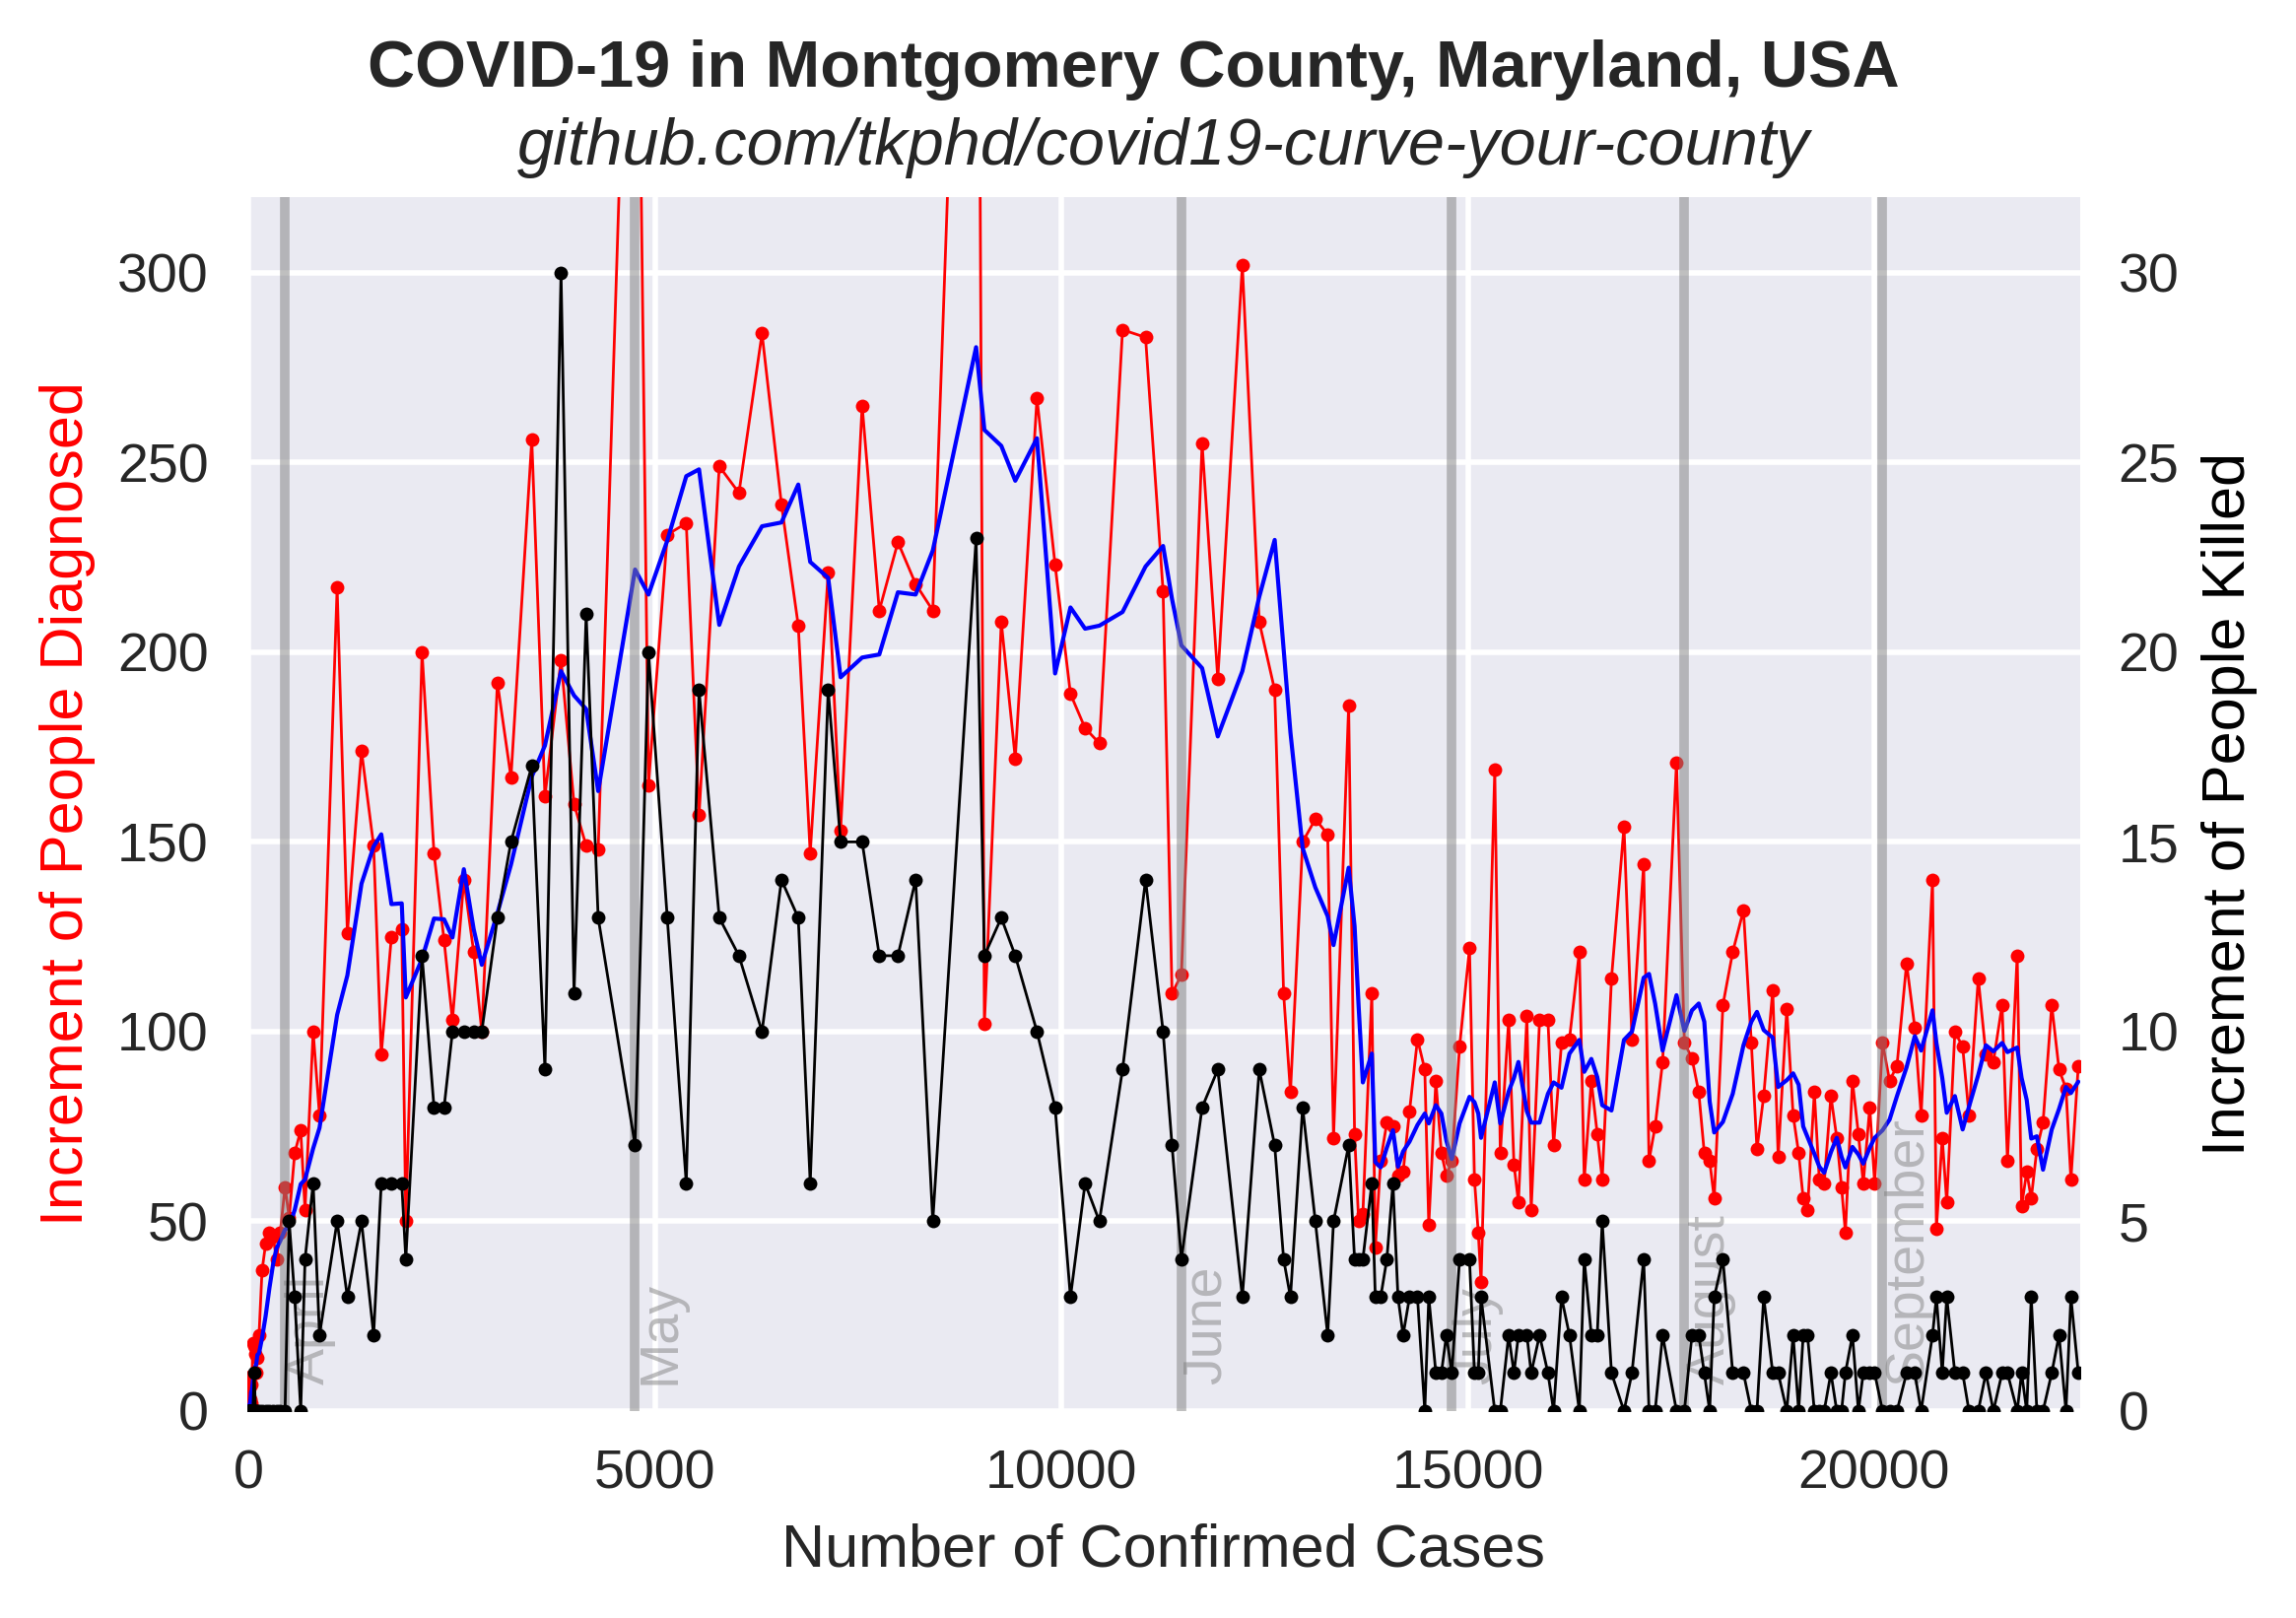 COVID-19 in Montgomery County, Maryland, USA
github.com/tkphd/covid19-curve-your-county
Increment of People Diagnosed
300
250
200
150
100
50
0
30
25
20
15
10
5
0
Increment of People Killed
April
May
June
July
August
September
0 5000 10000 15000 20000
Number of Confirmed Cases